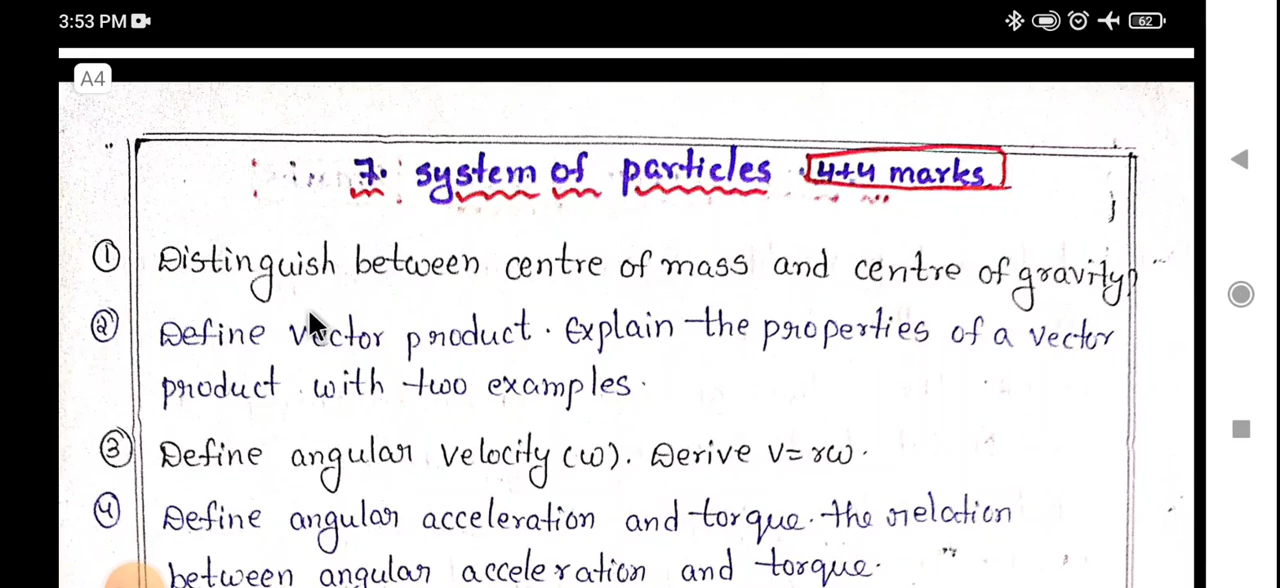 3:53 PM
62
A4
7. system of particles 4+4 marks.
① Distinguish between centre of mass and centre of gravity?
② Define vector product. Explain the properties of a vector
product with two examples.
③ Define angular velocity (ω). Derive V=rω.
④ Define angular acceleration and torque. the relation
between angular acceleration and torque.